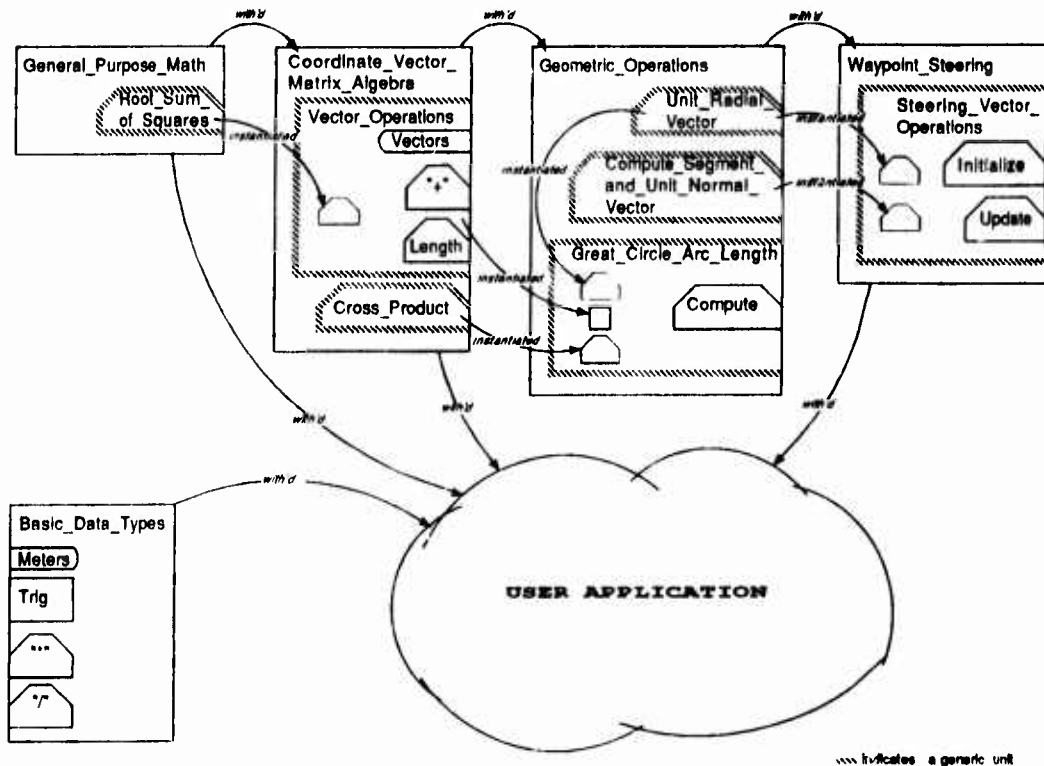 with'd
with'd
with'd
General_Purpose_Math
Root_Sum_
of_Squares
Coordinate_Vector_
Matrix_Algebra
Vector_Operations
Vectors
"+"
Length
Cross_Product
instantiated
Geometric_Operations
Unit_Radial_
Vector
instantiated
Compute_Segment_
and_Unit_Normal_
Vector
Great_Circle_Arc_Length
instantiated
Compute
instantiated
Waypoint_Steering
Steering_Vector_
Operations
instantiated
Initialize
instantiated
Update
with'd
with'd
with'd
with'd
Basic_Data_Types
Meters
Trig
"*"
"/"
USER APPLICATION
indicates a generic unit